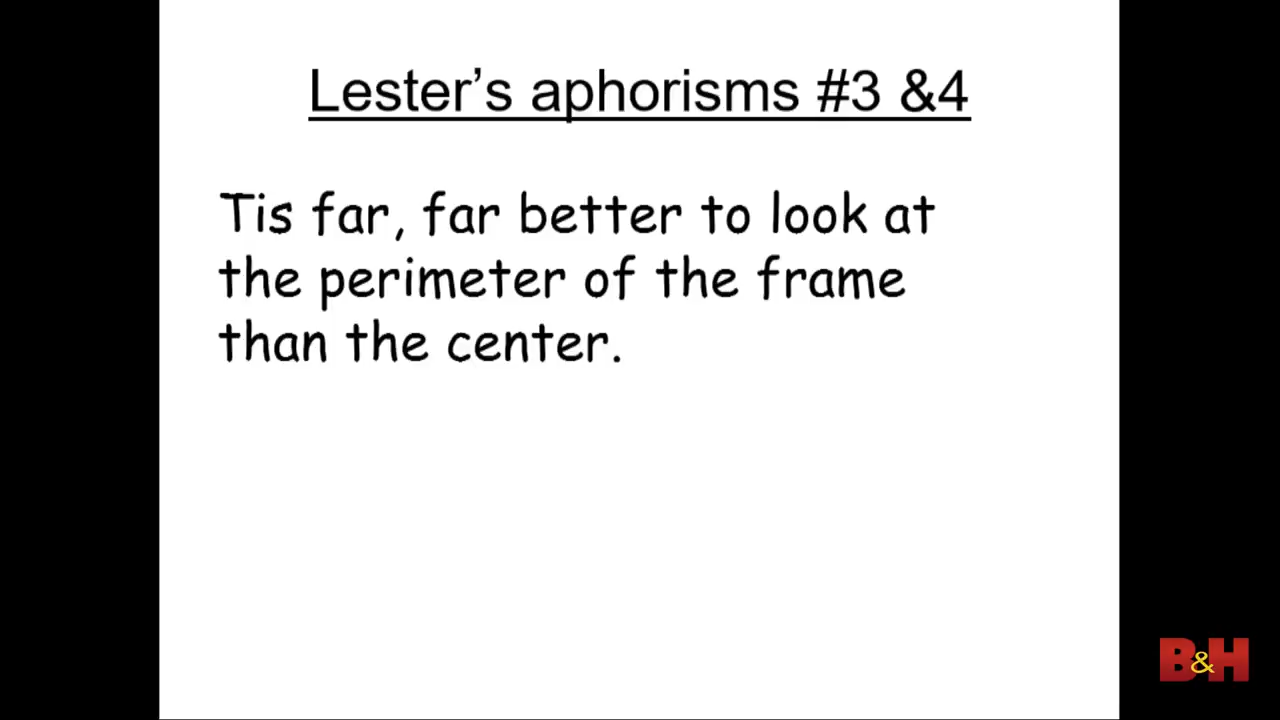 Lester’s aphorisms #3 &4
Tis far, far better to look at
the perimeter of the frame
than the center.
B&H